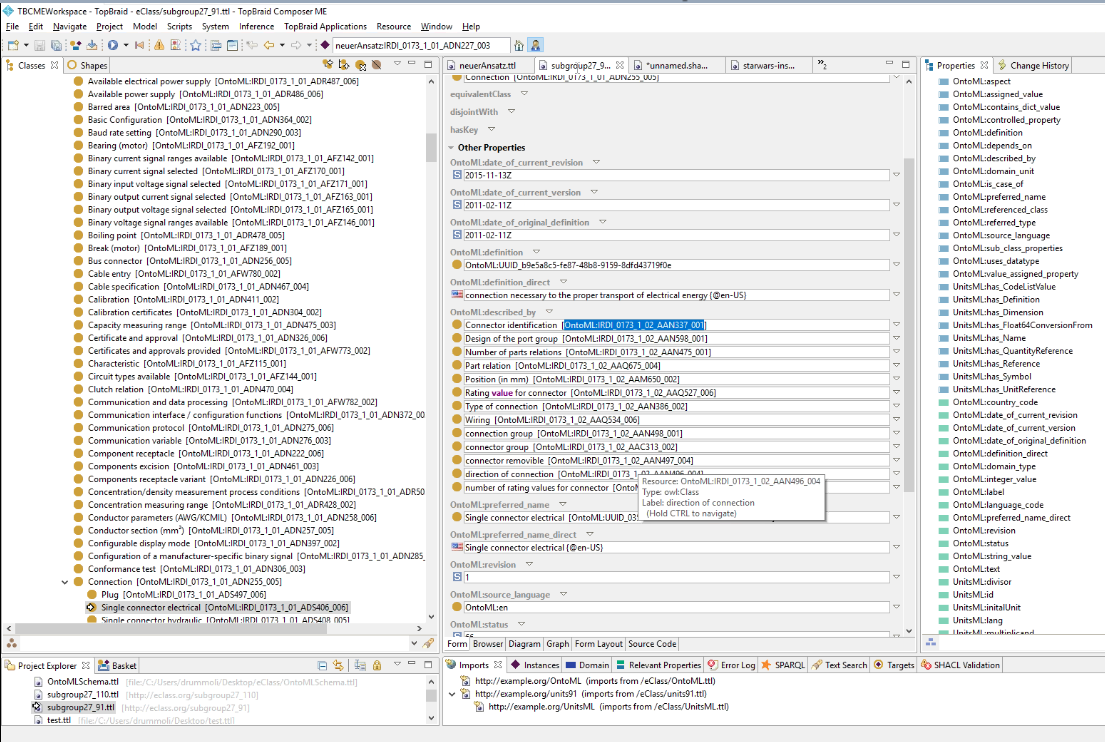 TBCMEWorkspace - TopBraid - eClass/subgroup27_91.ttl - TopBraid Composer ME
File Edit Navigate Project Model Scripts System Inference TopBraid Applications Resource Window Help
neuerAnsatz:IRDI_0173_1_01_ADN227_003
Classes Shapes
Available electrical power supply [OntoML:IRDI_0173_1_01_ADR487_006]
Available power supply [OntoML:IRDI_0173_1_01_ADR486_006]
Barred area [OntoML:IRDI_0173_1_01_ADN223_005]
Basic Configuration [OntoML:IRDI_0173_1_01_ADN364_002]
Baud rate setting [OntoML:IRDI_0173_1_01_ADN290_003]
Bearing (motor) [OntoML:IRDI_0173_1_01_AFZ192_001]
Binary current signal ranges available [OntoML:IRDI_0173_1_01_AFZ142_001]
Binary current signal selected [OntoML:IRDI_0173_1_01_AFZ170_001]
Binary input voltage signal selected [OntoML:IRDI_0173_1_01_AFZ171_001]
Binary output current signal selected [OntoML:IRDI_0173_1_01_AFZ163_001]
Binary output voltage signal selected [OntoML:IRDI_0173_1_01_AFZ165_001]
Binary voltage signal ranges available [OntoML:IRDI_0173_1_01_AFZ146_001]
Boiling point [OntoML:IRDI_0173_1_01_ADR478_005]
Break (motor) [OntoML:IRDI_0173_1_01_AFZ189_001]
Bus connector [OntoML:IRDI_0173_1_01_ADN256_005]
Cable entry [OntoML:IRDI_0173_1_01_AFW780_002]
Cable specification [OntoML:IRDI_0173_1_01_ADN467_004]
Calibration [OntoML:IRDI_0173_1_01_ADN411_002]
Calibration certificates [OntoML:IRDI_0173_1_01_ADN304_002]
Capacity measuring range [OntoML:IRDI_0173_1_01_ADN475_003]
Certificate and approval [OntoML:IRDI_0173_1_01_ADN326_006]
Certificates and approvals provided [OntoML:IRDI_0173_1_01_AFW773_002]
Characteristic [OntoML:IRDI_0173_1_01_AFZ115_001]
Circuit types available [OntoML:IRDI_0173_1_01_AFZ144_001]
Clutch relation [OntoML:IRDI_0173_1_01_ADN470_004]
Communication and data processing [OntoML:IRDI_0173_1_01_AFW782_002]
Communication interface / configuration functions [OntoML:IRDI_0173_1_01_ADN372_00
Communication protocol [OntoML:IRDI_0173_1_01_ADN275_006]
Communication variable [OntoML:IRDI_0173_1_01_ADN276_003]
Component receptacle [OntoML:IRDI_0173_1_01_ADN222_006]
Components excision [OntoML:IRDI_0173_1_01_ADN461_003]
Components receptacle variant [OntoML:IRDI_0173_1_01_ADN226_006]
Concentration/density measurement process conditions [OntoML:IRDI_0173_1_01_ADR50
Concentration measuring range [OntoML:IRDI_0173_1_01_ADR428_002]
Conductor parameters (AWG/KCMIL) [OntoML:IRDI_0173_1_01_ADN258_006]
Conductor section (mm²) [OntoML:IRDI_0173_1_01_ADN257_005]
Configurable display mode [OntoML:IRDI_0173_1_01_ADN397_002]
Configuration of a manufacturer-specific binary signal [OntoML:IRDI_0173_1_01_ADN285_
Conformance test [OntoML:IRDI_0173_1_01_ADN306_003]
Connection [OntoML:IRDI_0173_1_01_ADN255_005]
Plug [OntoML:IRDI_0173_1_01_ADS497_006]
Single connector electrical [OntoML:IRDI_0173_1_01_ADS406_006]
Single connector hydraulic [OntoML:IRDI_0173_1_01_ADS408_005]
neuerAnsatz.ttl subgroup27_9... *unnamed.sha... starwars-ins... »2
Connection [OntoML:IRDI_0173_1_01_ADN255_005]
equivalentClass
disjointWith
hasKey
Other Properties
OntoML:date_of_current_revision
2015-11-13Z
OntoML:date_of_current_version
2011-02-11Z
OntoML:date_of_original_definition
2011-02-11Z
OntoML:definition
OntoML:UUID_b9e5a8c5-fe87-48b8-9159-8dfd43719f0e
OntoML:definition_direct
connection necessary to the proper transport of electrical energy {@en-US}
OntoML:described_by
Connector identification [OntoML:IRDI_0173_1_02_AAN337_001]
Design of the port group [OntoML:IRDI_0173_1_02_AAN598_001]
Number of parts relations [OntoML:IRDI_0173_1_02_AAN475_001]
Part relation [OntoML:IRDI_0173_1_02_AAQ675_004]
Position (in mm) [OntoML:IRDI_0173_1_02_AAM650_002]
Rating value for connector [OntoML:IRDI_0173_1_02_AAQ527_006]
Type of connection [OntoML:IRDI_0173_1_02_AAN386_002]
Wiring [OntoML:IRDI_0173_1_02_AAQ534_006]
connection group [OntoML:IRDI_0173_1_02_AAN498_001]
connector group [OntoML:IRDI_0173_1_02_AAC313_002]
connector removible [OntoML:IRDI_0173_1_02_AAN497_004]
direction of connection [OntoML:IRDI_0173_1_02_AAN496_004]
number of rating values for connector [OntoML
Resource: OntoML:IRDI_0173_1_02_AAN496_004
Type: owl:Class
Label: direction of connection
(Hold CTRL to navigate)
OntoML:preferred_name
Single connector electrical [OntoML:UUID_03
OntoML:preferred_name_direct
Single connector electrical {@en-US}
OntoML:revision
1
OntoML:source_language
OntoML:en
OntoML:status
66
Form Browser Diagram Graph Form Layout Source Code
Properties Change History
OntoML:aspect
OntoML:assigned_value
OntoML:contains_dict_value
OntoML:controlled_property
OntoML:definition
OntoML:depends_on
OntoML:described_by
OntoML:domain_unit
OntoML:is_case_of
OntoML:preferred_name
OntoML:referenced_class
OntoML:referred_type
OntoML:source_language
OntoML:sub_class_properties
OntoML:uses_datatype
OntoML:value_assigned_property
UnitsML:has_CodeListValue
UnitsML:has_Definition
UnitsML:has_Dimension
UnitsML:has_Float64ConversionFrom
UnitsML:has_Name
UnitsML:has_QuantityReference
UnitsML:has_Reference
UnitsML:has_Symbol
UnitsML:has_UnitReference
OntoML:country_code
OntoML:date_of_current_revision
OntoML:date_of_current_version
OntoML:date_of_original_definition
OntoML:definition_direct
OntoML:domain_type
OntoML:integer_value
OntoML:label
OntoML:language_code
OntoML:preferred_name_direct
OntoML:revision
OntoML:status
OntoML:string_value
OntoML:text
UnitsML:divisor
UnitsML:id
UnitsML:initalUnit
UnitsML:lang
UnitsML:multiplicand
Project Explorer Basket
OntoMLSchema.ttl [file:/C:/Users/drummoli/Desktop/eClass/OntoMLSchema.ttl]
subgroup27_110.ttl [http://eclass.org/subgroup27_110]
subgroup27_91.ttl [http://eclass.org/subgroup27_91]
test.ttl [file:/C:/Users/drummoli/Desktop/test.ttl]
Imports Instances Domain Relevant Properties Error Log SPARQL Text Search Targets SHACL Validation
http://example.org/OntoML (imports from /eClass/OntoML.ttl)
http://example.org/units91 (imports from /eClass/units91.ttl)
http://example.org/UnitsML (imports from /eClass/UnitsML.ttl)